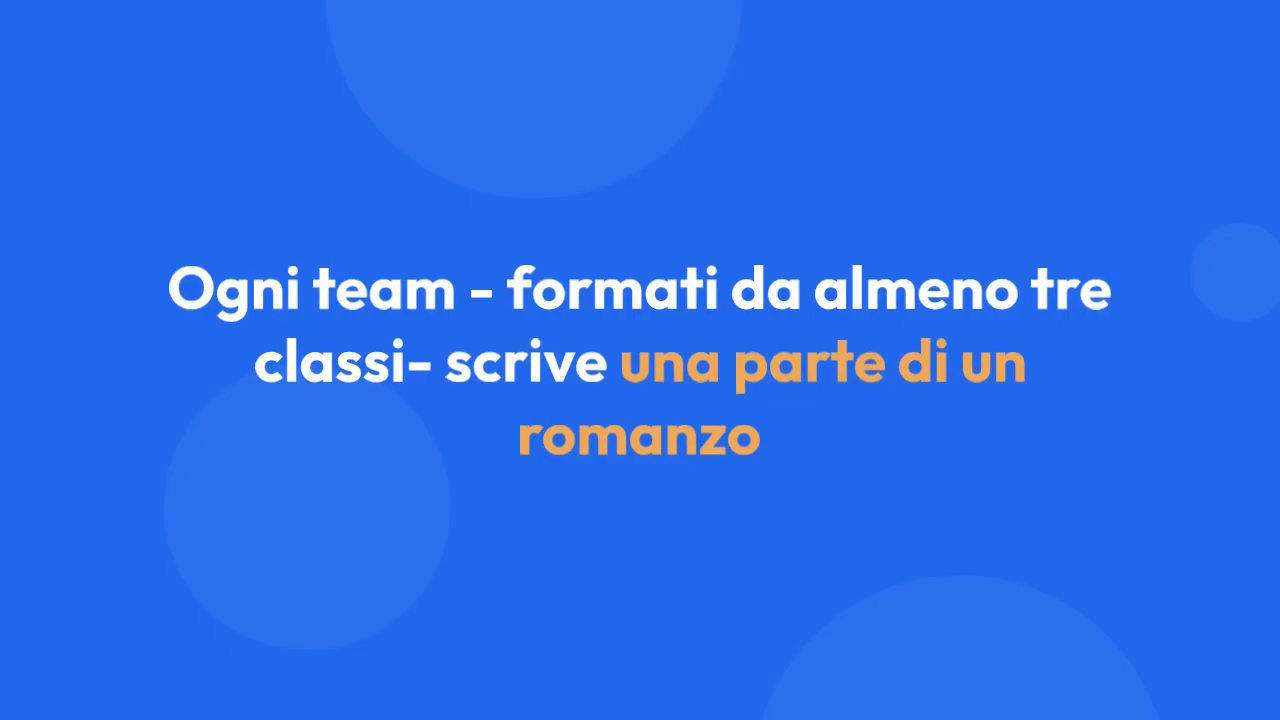 Ogni team - formati da almeno tre
classi- scrive una parte di un
romanzo